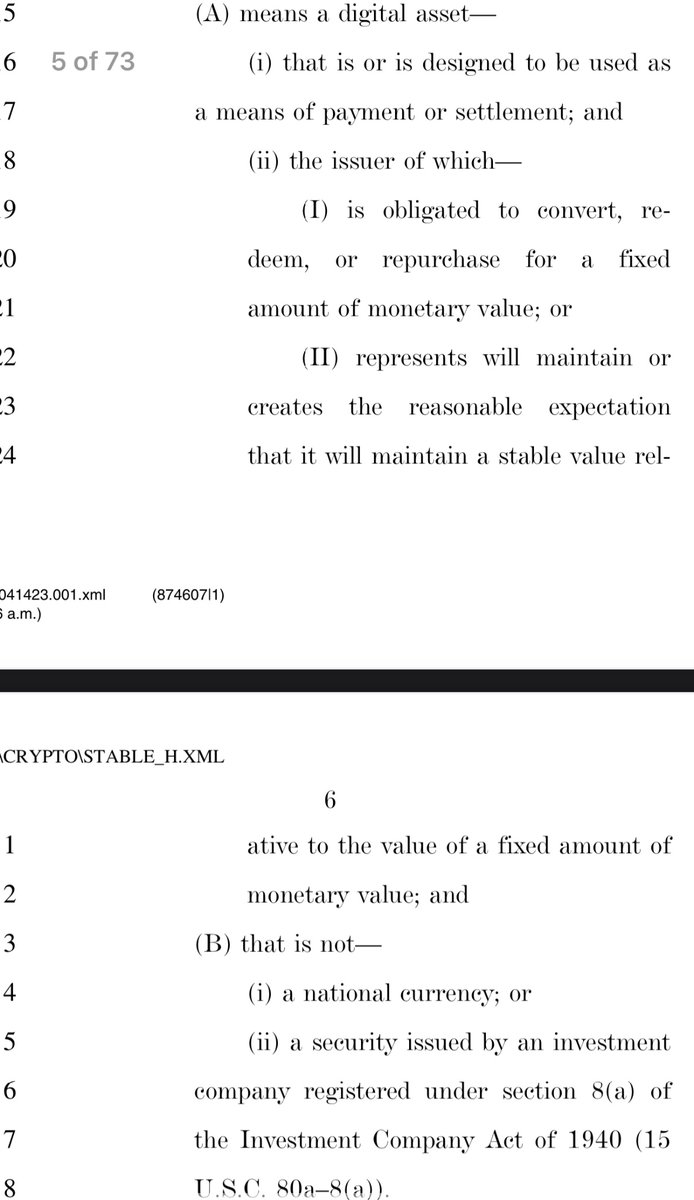 5 (A) means a digital asset—
6 5 of 73 (i) that is or is designed to be used as
7 a means of payment or settlement; and
8 (ii) the issuer of which—
9 (I) is obligated to convert, re-
20 deem, or repurchase for a fixed
21 amount of monetary value; or
22 (II) represents will maintain or
23 creates the reasonable expectation
24 that it will maintain a stable value rel-
041423.001.xml (874607|1)
6 a.m.)
\CRYPTO\STABLE_H.XML
6
1 ative to the value of a fixed amount of
2 monetary value; and
3 (B) that is not—
4 (i) a national currency; or
5 (ii) a security issued by an investment
6 company registered under section 8(a) of
7 the Investment Company Act of 1940 (15
8 U.S.C. 80a–8(a)).